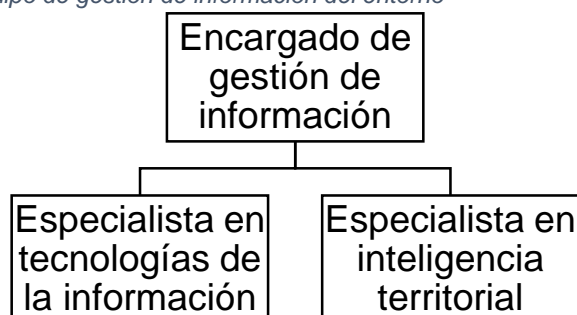 de gestión de información del entorno
Encargado de
gestión de
información
Especialista en
tecnologías de
la información
Especialista en
inteligencia
territorial